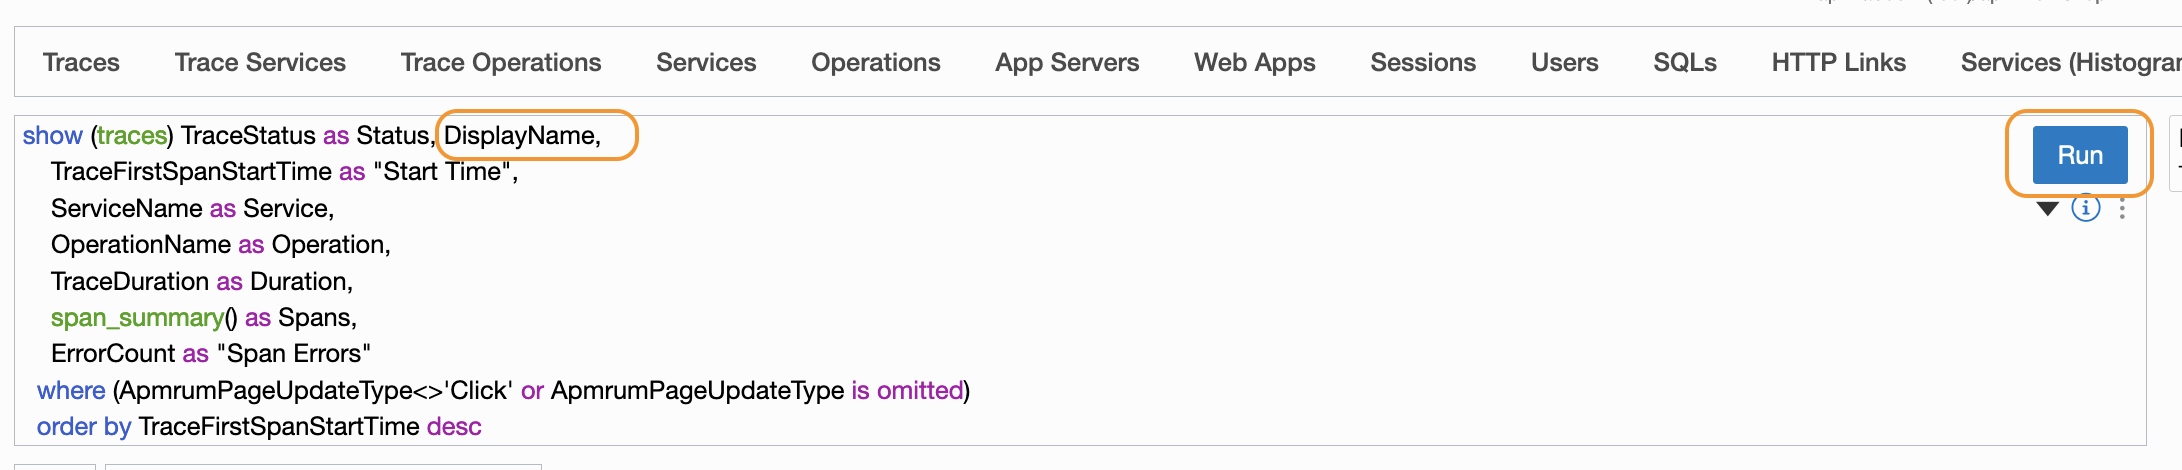 Traces Trace Services Trace Operations Services Operations App Servers Web Apps Sessions Users SQLs HTTP Links Services (Histogram
show (traces) TraceStatus as Status, DisplayName,
Run
TraceFirstSpanStartTime as "Start Time",
ServiceName as Service,
OperationName as Operation,
TraceDuration as Duration,
span_summary() as Spans,
ErrorCount as "Span Errors"
where (ApmrumPageUpdateType<>'Click' or ApmrumPageUpdateType is omitted)
order by TraceFirstSpanStartTime desc